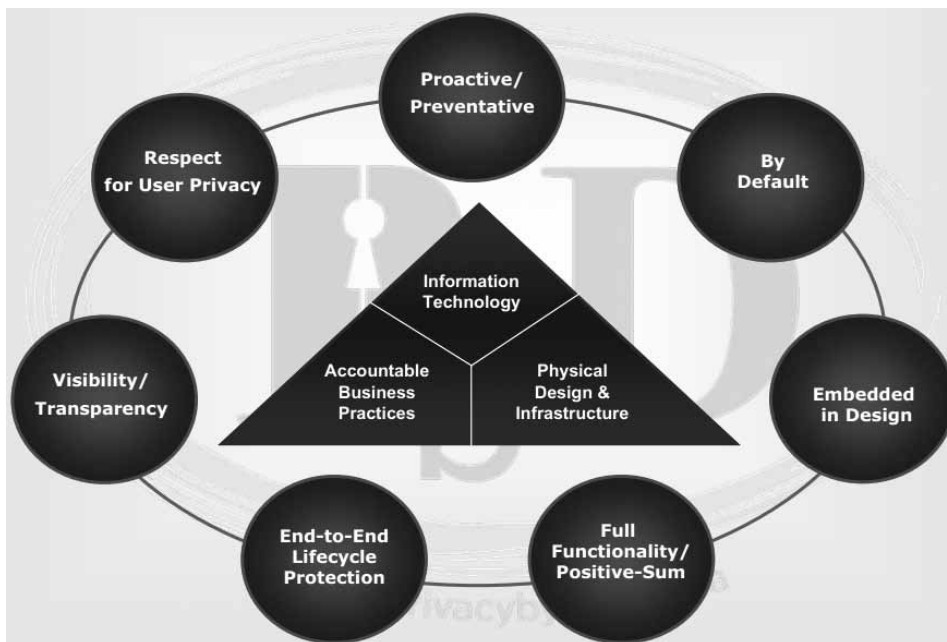 Proactive/
Preventative
By
Default
Embedded
in Design
Full
Functionality/
Positive-Sum
End-to-End
Lifecycle
Protection
Visibility/
Transparency
Respect
for User Privacy
Information
Technology
Accountable
Business
Practices
Physical
Design &
Infrastructure